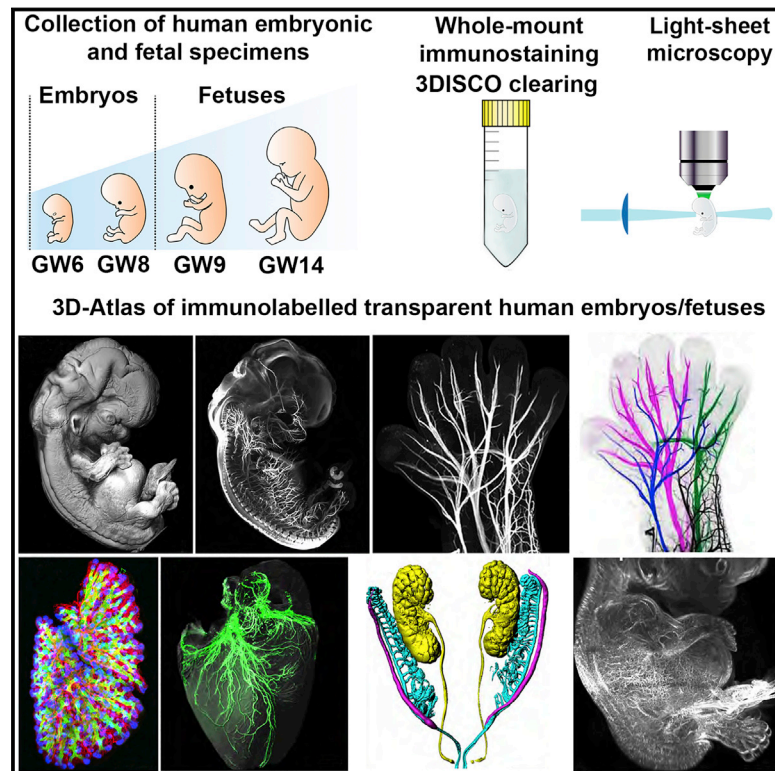 Collection of human embryonic
and fetal specimens
Embryos
Fetuses
GW6
GW8
GW9
GW14
Whole-mount
immunostaining
3DISCO clearing
Light-sheet
microscopy
3D-Atlas of immunolabelled transparent human embryos/fetuses